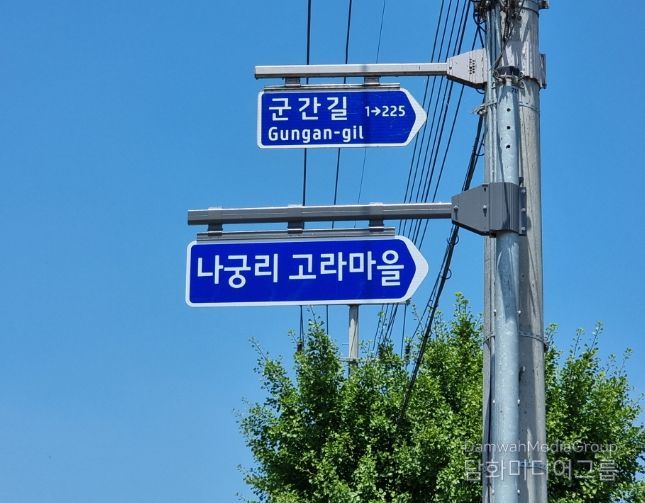 군간길 1→225
Gungan-gil
나궁리 고라마을
DamwahMediaGroup
담화미디어그룹